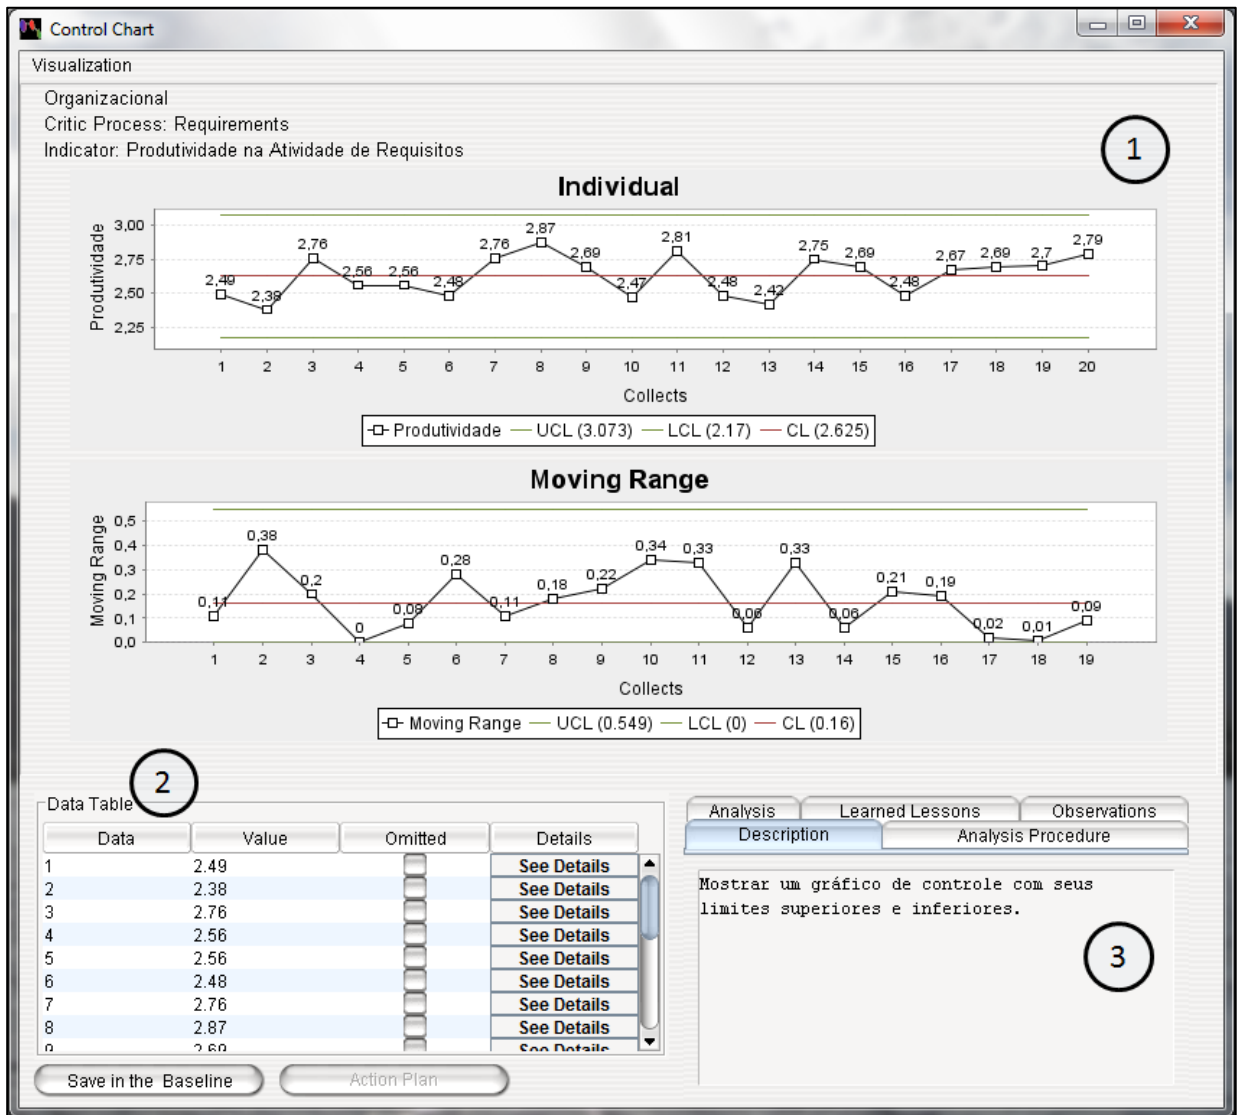 Control Chart
Visualization
Organizacional
Critic Process: Requirements
Indicator: Produtividade na Atividade de Requisitos
1
Individual
Produtividade
3,00
2,75
2,50
2,25
2,49 2,38 2,76 2,56 2,56 2,48 2,76 2,87 2,69 2,47 2,81 2,48 2,42 2,75 2,69 2,48 2,67 2,69 2,7 2,79
1 2 3 4 5 6 7 8 9 10 11 12 13 14 15 16 17 18 19 20
Collects
Produtividade UCL (3.073) LCL (2.17) CL (2.625)
Moving Range
Moving Range
0,5
0,4
0,3
0,2
0,1
0,0
0,11 0,38 0,2 0 0,08 0,28 0,11 0,18 0,22 0,34 0,33 0,06 0,33 0,06 0,21 0,19 0,02 0,01 0,09
1 2 3 4 5 6 7 8 9 10 11 12 13 14 15 16 17 18 19
Collects
Moving Range UCL (0.549) LCL (0) CL (0.16)
2
Data Table
Data Value Omitted Details
1 2.49 See Details
2 2.38 See Details
3 2.76 See Details
4 2.56 See Details
5 2.56 See Details
6 2.48 See Details
7 2.76 See Details
8 2.87 See Details
9 2.69 See Details
Save in the Baseline Action Plan
Analysis Learned Lessons Observations
Description Analysis Procedure
Mostrar um gráfico de controle com seus
limites superiores e inferiores.
3